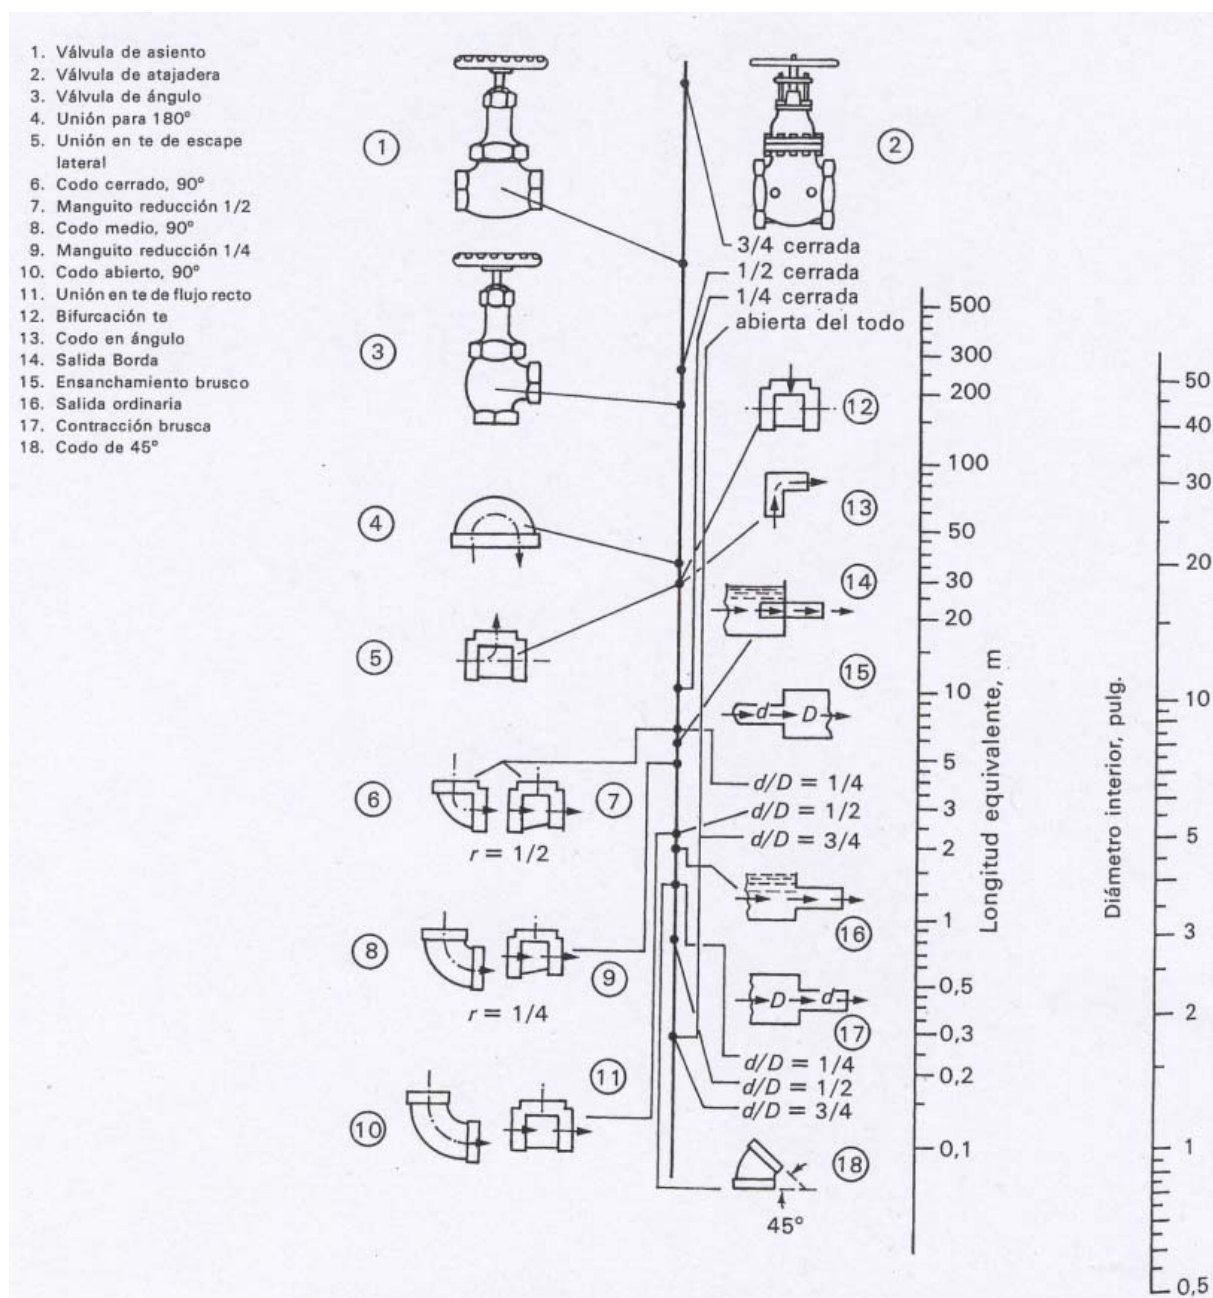 1. Válvula de asiento
2. Válvula de atajadera
3. Válvula de ángulo
4. Unión para 180º
5. Unión en te de escape
lateral
6. Codo cerrado, 90º
7. Manguito reducción 1/2
8. Codo medio, 90º
9. Manguito reducción 1/4
10. Codo abierto, 90º
11. Unión en te de flujo recto
12. Bifurcación te
13. Codo en ángulo
14. Salida Borda
15. Ensanchamiento brusco
16. Salida ordinaria
17. Contracción brusca
18. Codo de 45º
1
2
3/4 cerrada
1/2 cerrada
1/4 cerrada
abierta del todo
3
12
4
13
14
5
15
d D
6
7
r = 1/2
d/D = 1/4
d/D = 1/2
d/D = 3/4
8
9
r = 1/4
16
D d
17
d/D = 1/4
d/D = 1/2
d/D = 3/4
10
11
18
45º
500
300
200
100
50
30
20
10
5
3
2
1
0,5
0,3
0,2
0,1
Longitud equivalente, m
50
40
30
20
10
5
3
2
1
0,5
Diámetro interior, pulg.